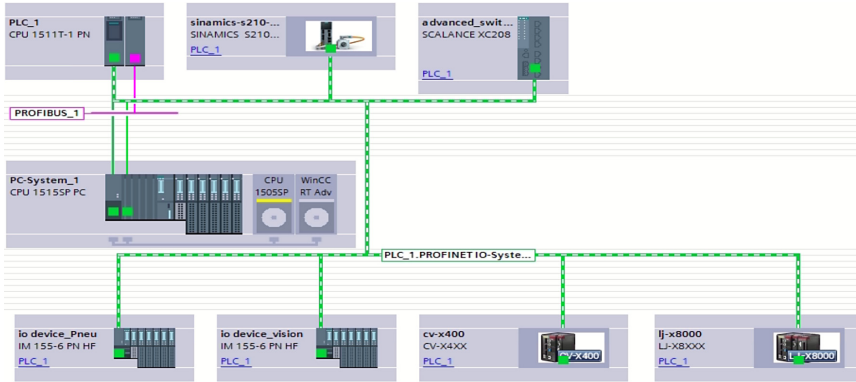 PLC_1
CPU 1511T-1 PN
sinamics-s210-...
SINAMICS S210...
PLC_1
advanced_swit...
SCALANCE XC208
PLC_1
PROFIBUS_1
PC-System_1
CPU 1515SP PC
CPU
1505SP
WinCC
RT Adv
PLC_1.PROFINET IO-Syste...
io device_Pneu
IM 155-6 PN HF
PLC_1
io device_vision
IM 155-6 PN HF
PLC_1
cv-x400
CV-X4XX
PLC_1
CV-X400
lj-x8000
LJ-X8XXX
PLC_1
LJ-X8000